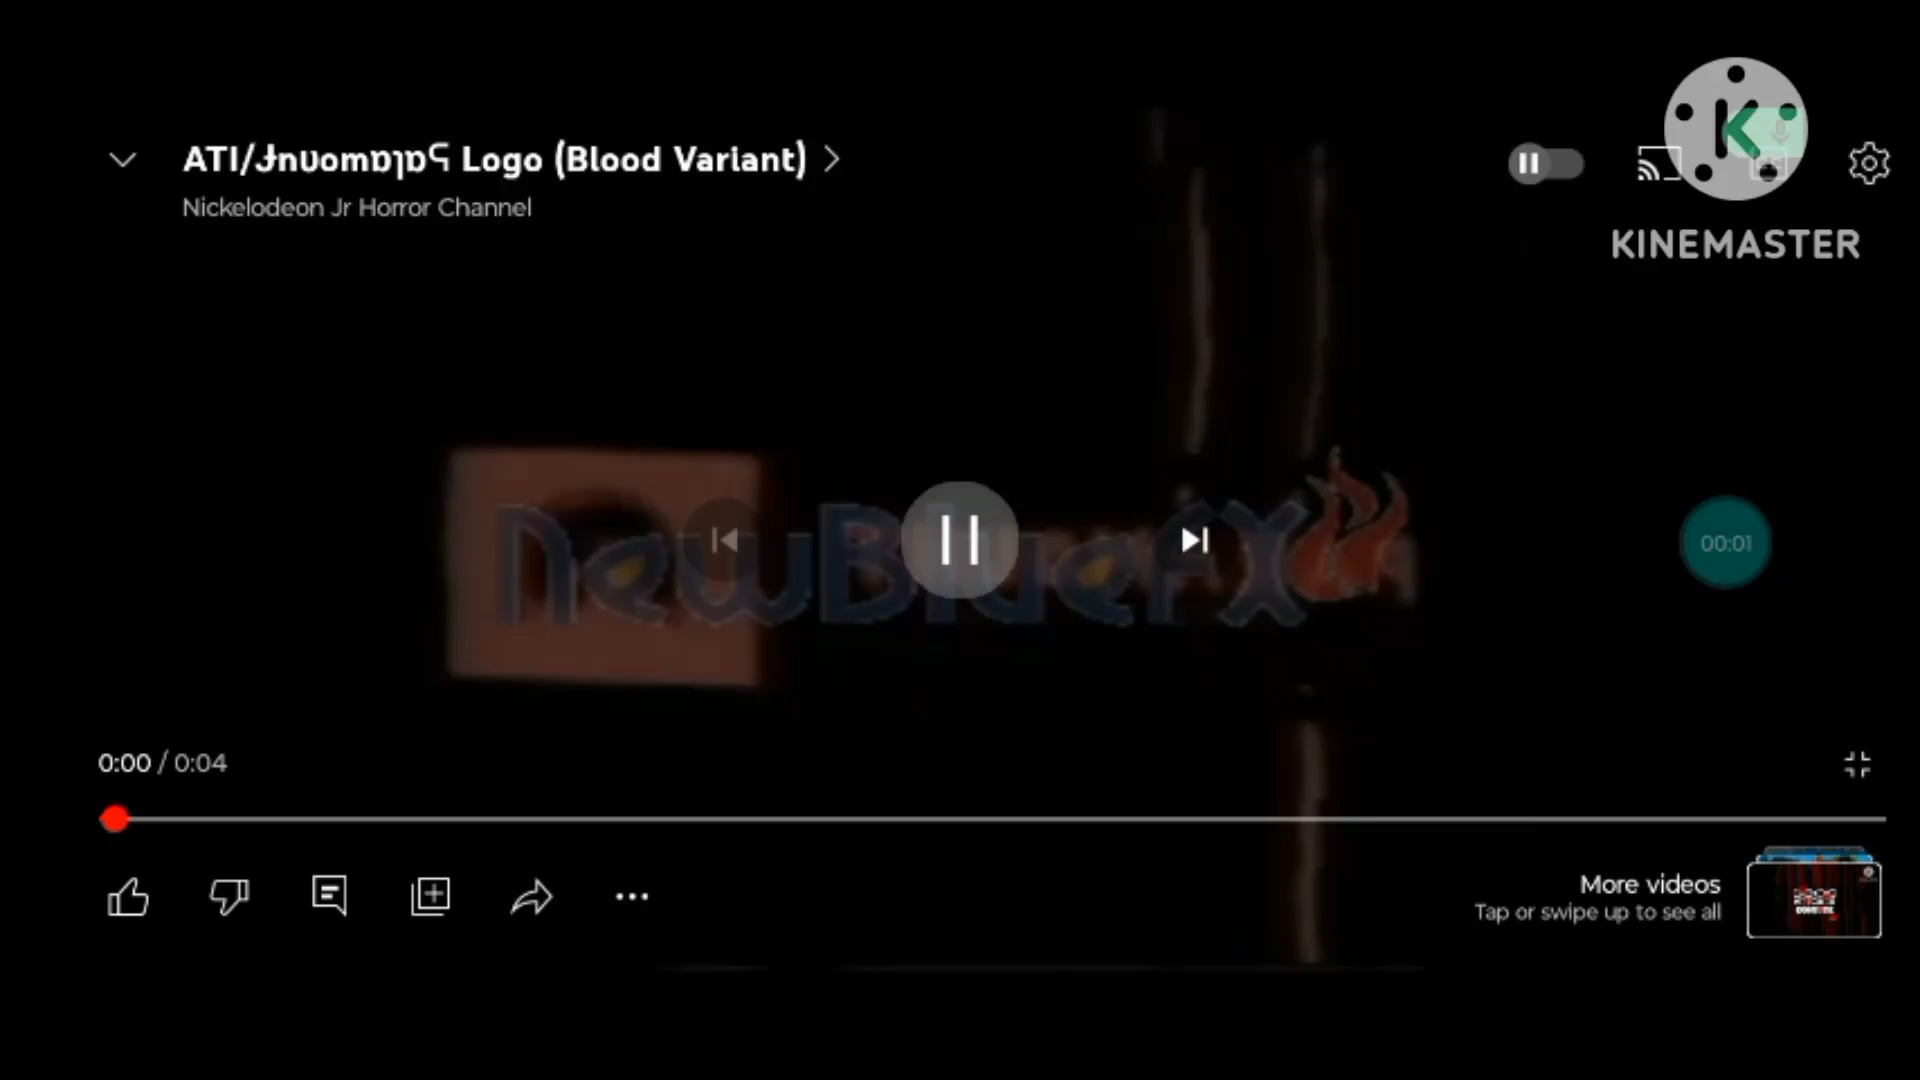 ATI/Ɉnυomɒןɒꟼ Logo (Blood Variant)
Nickelodeon Jr Horror Channel
KINEMASTER
NewBlueFX
00:01
0:00 / 0:04
More videos
Tap or swipe up to see all